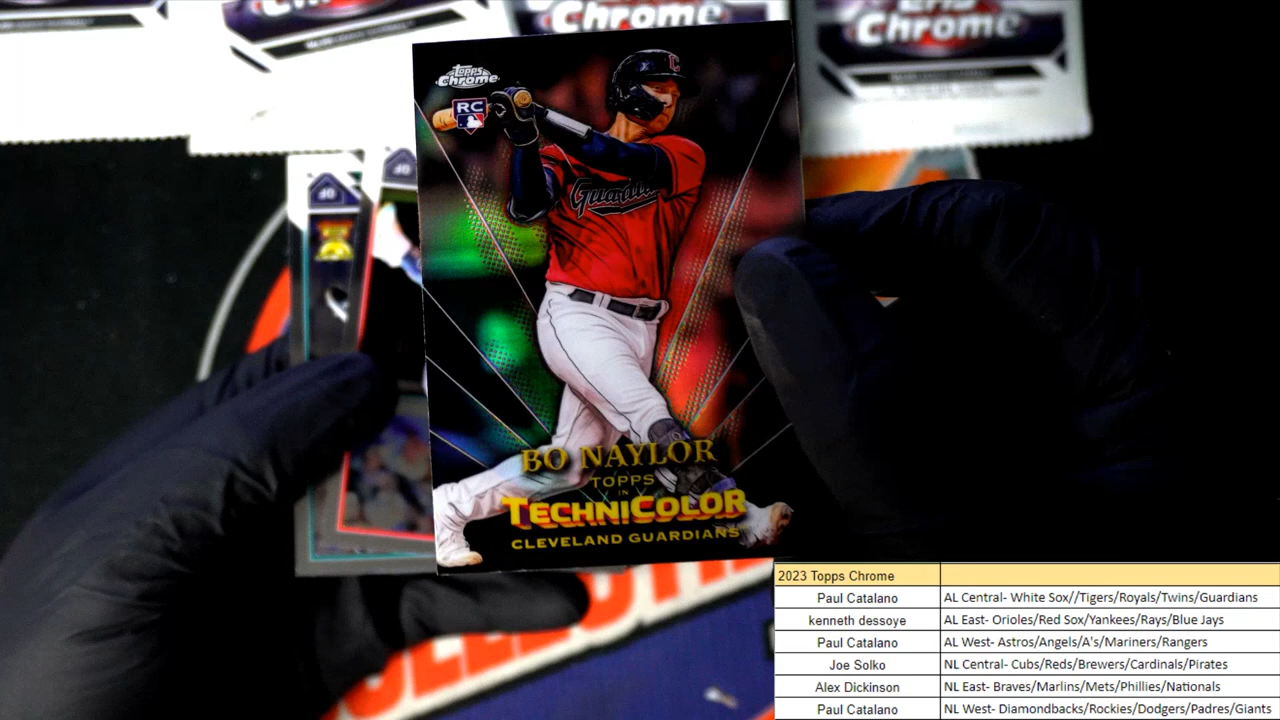 Chrome
Chrome
Topps
Chrome
RC
C
Guardians
BO NAYLOR
TOPPS
IN
TECHNICOLOR
CLEVELAND GUARDIANS
2023 Topps Chrome
Paul Catalano AL Central- White Sox//Tigers/Royals/Twins/Guardians
kenneth dessoye AL East- Orioles/Red Sox/Yankees/Rays/Blue Jays
Paul Catalano AL West- Astros/Angels/A's/Mariners/Rangers
Joe Solko NL Central- Cubs/Reds/Brewers/Cardinals/Pirates
Alex Dickinson NL East- Braves/Marlins/Mets/Phillies/Nationals
Paul Catalano NL West- Diamondbacks/Rockies/Dodgers/Padres/Giants